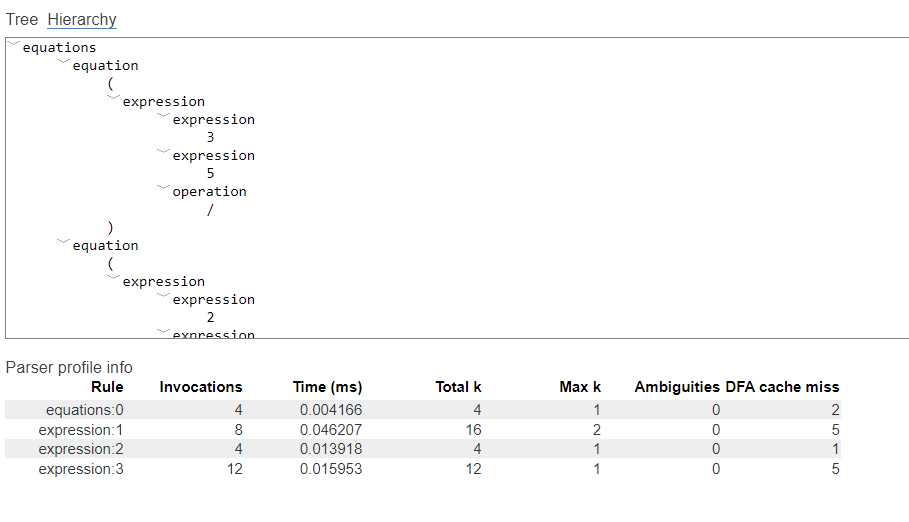 Tree Hierarchy
equations
equation
(
expression
expression
3
expression
5
operation
/
)
equation
(
expression
expression
2
expression
Parser profile info
Rule Invocations Time (ms) Total k Max k Ambiguities DFA cache miss
equations:0 4 0.004166 4 1 0 2
expression:1 8 0.046207 16 2 0 5
expression:2 4 0.013918 4 1 0 1
expression:3 12 0.015953 12 1 0 5